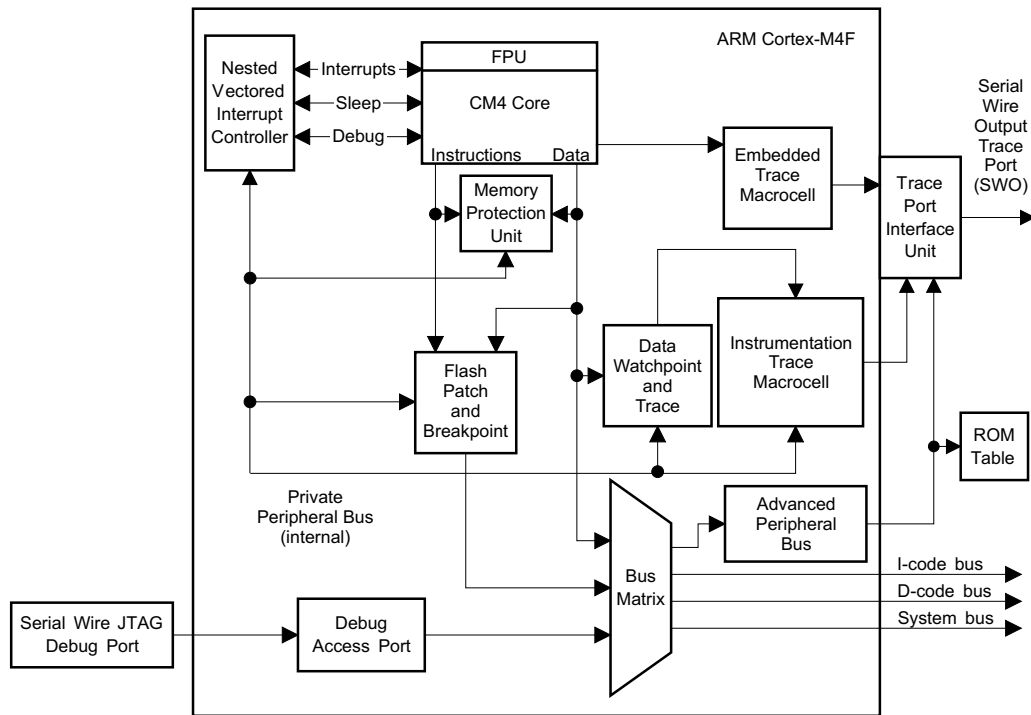 ARM Cortex-M4F
Nested
Vectored
Interrupt
Controller
Interrupts
Sleep
Debug
FPU
CM4 Core
Instructions Data
Memory
Protection
Unit
Embedded
Trace
Macrocell
Trace
Port
Interface
Unit
Serial
Wire
Output
Trace
Port
(SWO)
Flash
Patch
and
Breakpoint
Data
Watchpoint
and
Trace
Instrumentation
Trace
Macrocell
ROM
Table
Private
Peripheral Bus
(internal)
Bus
Matrix
Advanced
Peripheral
Bus
I-code bus
D-code bus
System bus
Serial Wire JTAG
Debug Port
Debug
Access Port